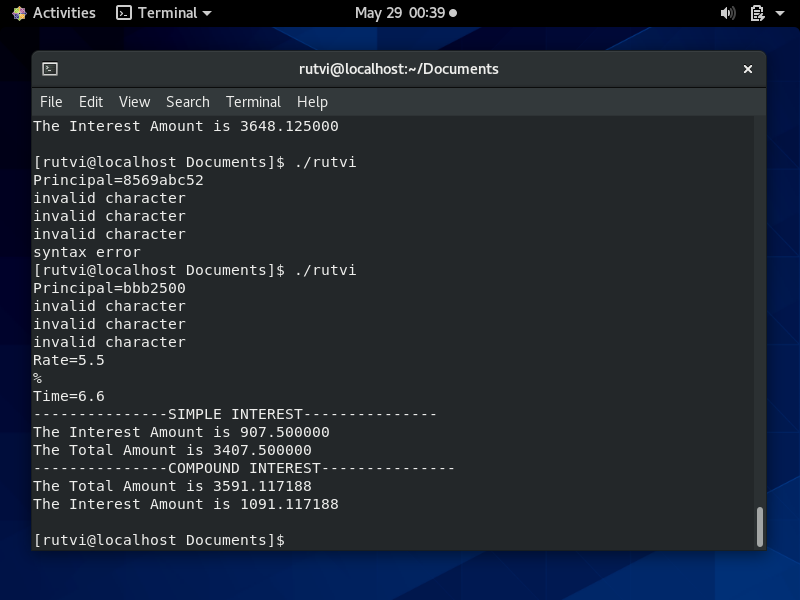 Activities Terminal May 29 00:39
rutvi@localhost:~/Documents
File Edit View Search Terminal Help
The Interest Amount is 3648.125000
[rutvi@localhost Documents]$ ./rutvi
Principal=8569abc52
invalid character
invalid character
invalid character
syntax error
[rutvi@localhost Documents]$ ./rutvi
Principal=bbb2500
invalid character
invalid character
invalid character
Rate=5.5
%
Time=6.6
---------------SIMPLE INTEREST---------------
The Interest Amount is 907.500000
The Total Amount is 3407.500000
---------------COMPOUND INTEREST---------------
The Total Amount is 3591.117188
The Interest Amount is 1091.117188
[rutvi@localhost Documents]$